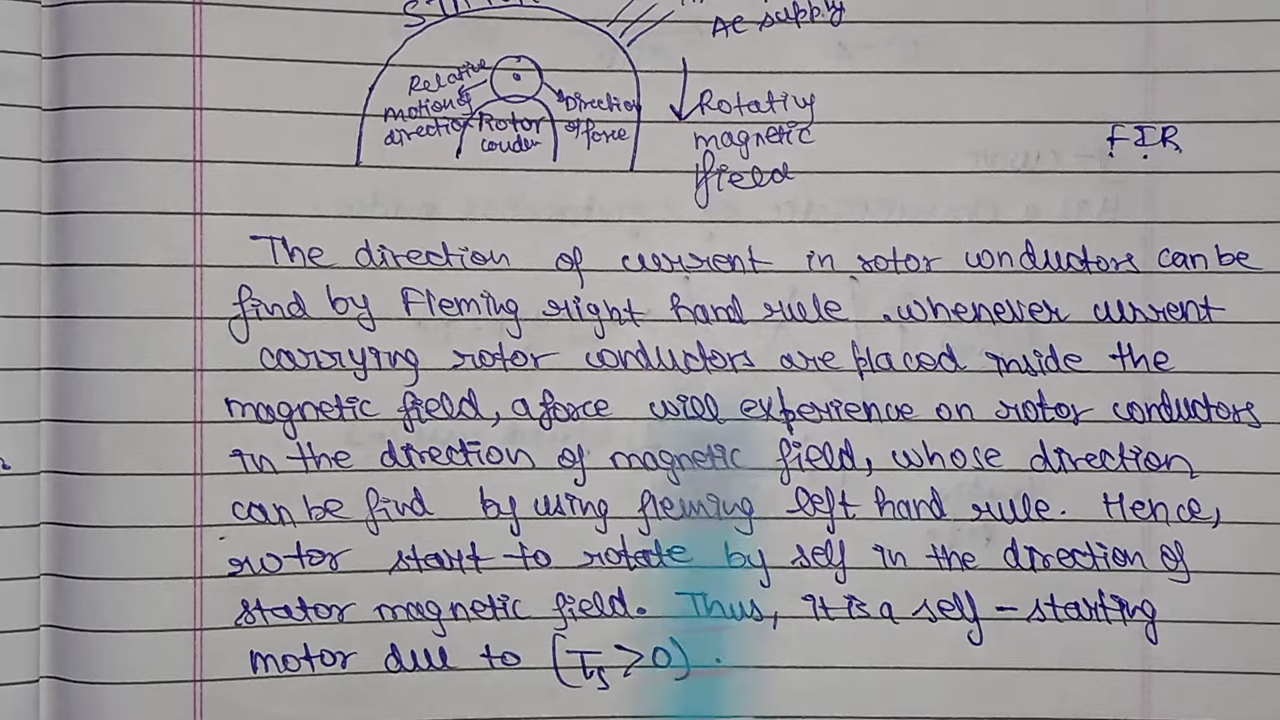 AC supply
Relative
motion of
direction
Rotor
conder
Direction
of force
Rotativy
magnetic
field
FIR
The direction of current in rotor conductors can be
find by Fleming right hand rule. whenever current
carrying rotor conductors are placed inside the
magnetic field, a force will experience on rotor conductors
in the direction of magnetic field, whose direction
can be find by using fleming left hand rule. Hence,
rotor start to rotate by self in the direction of
stator magnetic field. Thus, it is a self-starting
motor due to (Ts > 0).